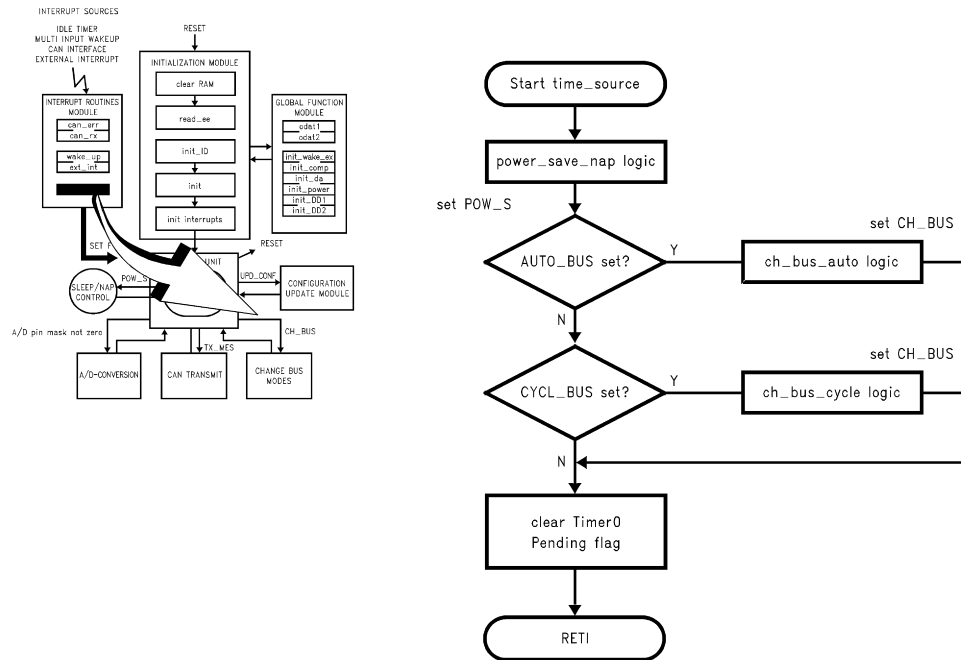 INTERRUPT SOURCES
IDLE TIMER
MULTI INPUT WAKEUP
CAN INTERFACE
EXTERNAL INTERRUPT
INTERRUPT ROUTINES
MODULE
can_err
can_rx
wake_up
ext_int
RESET
INITIALIZATION MODULE
clear RAM
read_ee
init_ID
init
init interrupts
GLOBAL FUNCTION
MODULE
odat1
odat2
init_wake_ex
init_comp
init_da
init_power
init_DD1
init_DD2
SET
UNIT
RESET
POW_S
SLEEP/NAP
CONTROL
UPD_CONF
CONFIGURATION
UPDATE MODULE
A/D pin mask not zero
TX_MES
CH_BUS
A/D-CONVERSION
CAN TRANSMIT
CHANGE BUS
MODES
Start time_source
power_save_nap logic
set POW_S
AUTO_BUS set?
Y
set CH_BUS
ch_bus_auto logic
N
CYCL_BUS set?
Y
set CH_BUS
ch_bus_cycle logic
N
clear Timer0
Pending flag
RETI